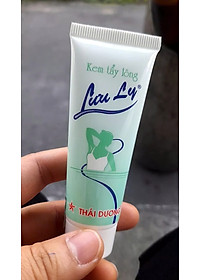 Kem tẩy lông
Lưu Ly®
THÁI DƯƠNG